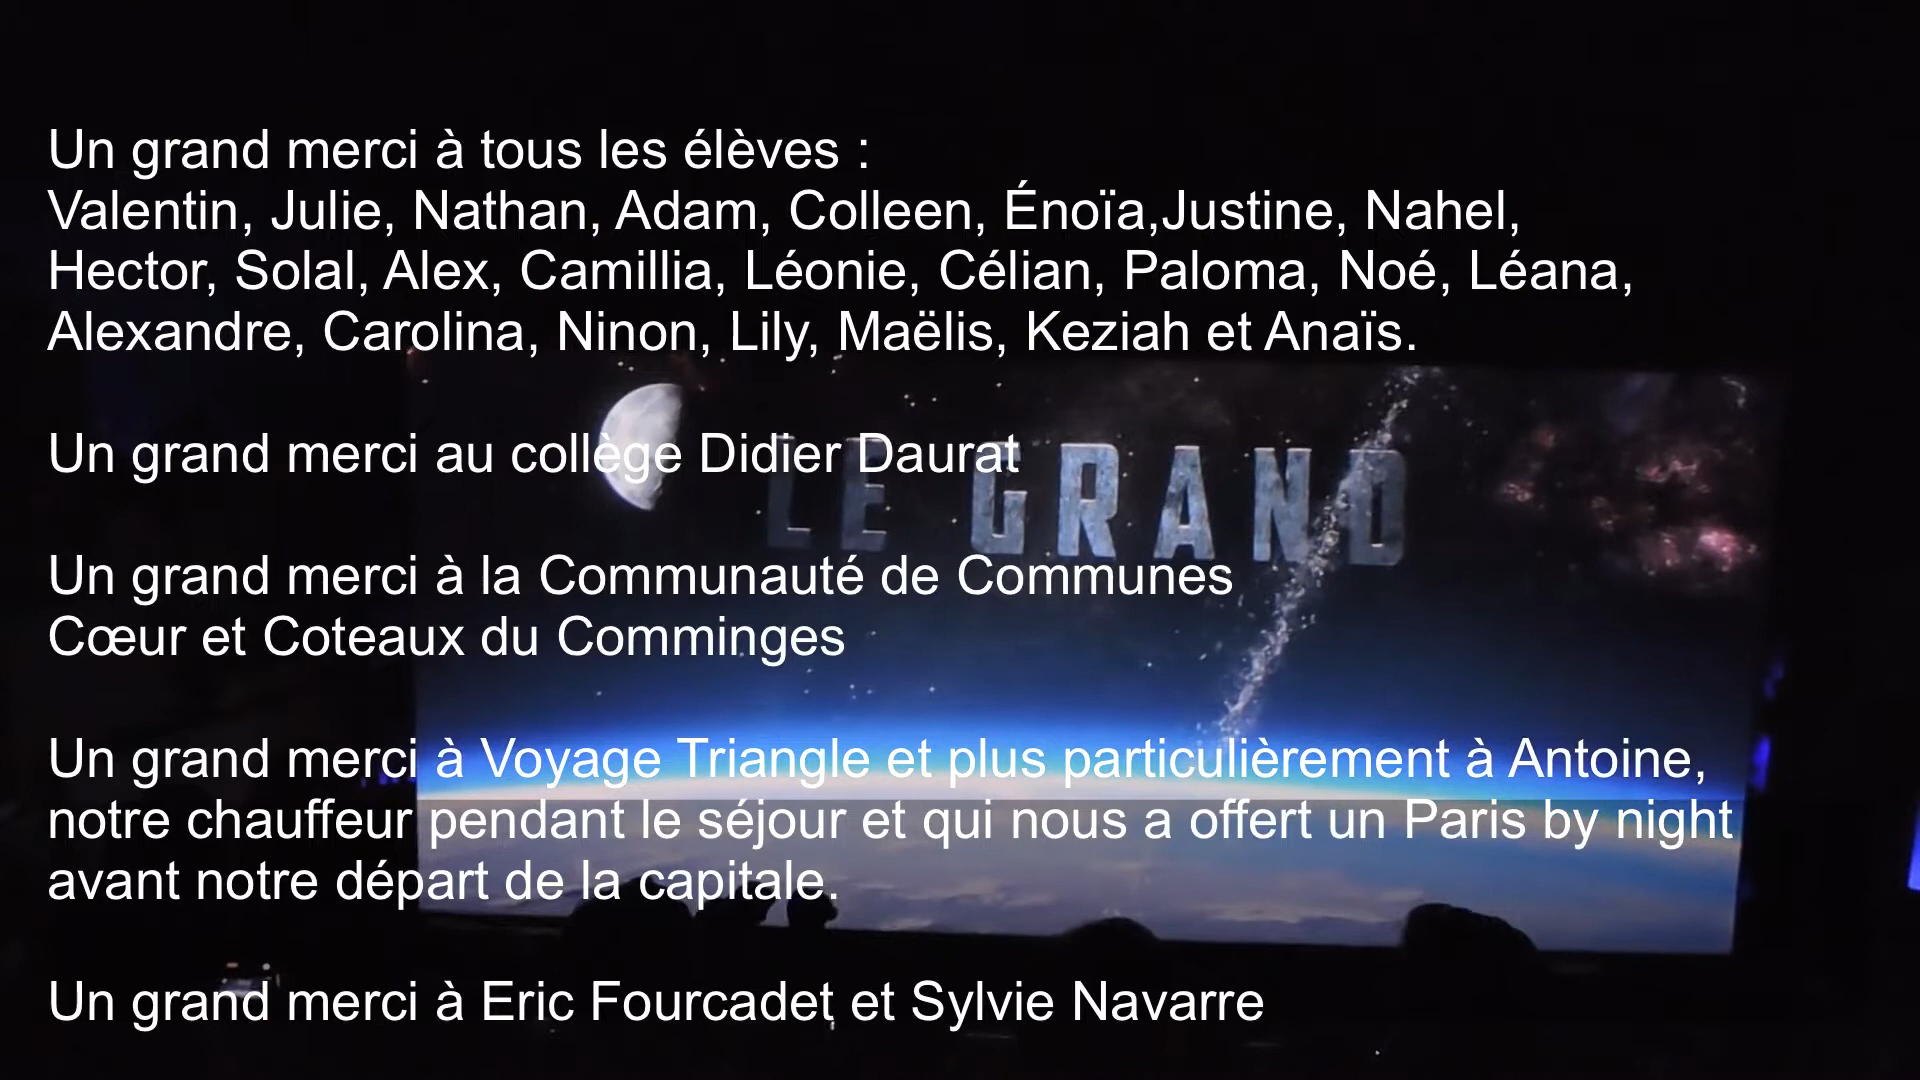 Un grand merci à tous les élèves :
Valentin, Julie, Nathan, Adam, Colleen, Énoïa,Justine, Nahel,
Hector, Solal, Alex, Camillia, Léonie, Célian, Paloma, Noé, Léana,
Alexandre, Carolina, Ninon, Lily, Maëlis, Keziah et Anaïs.
Un grand merci au collège Didier Daurat
LE GRAND
Un grand merci à la Communauté de Communes
Cœur et Coteaux du Comminges
Un grand merci à Voyage Triangle et plus particulièrement à Antoine,
notre chauffeur pendant le séjour et qui nous a offert un Paris by night
avant notre départ de la capitale.
Un grand merci à Eric Fourcadet et Sylvie Navarre